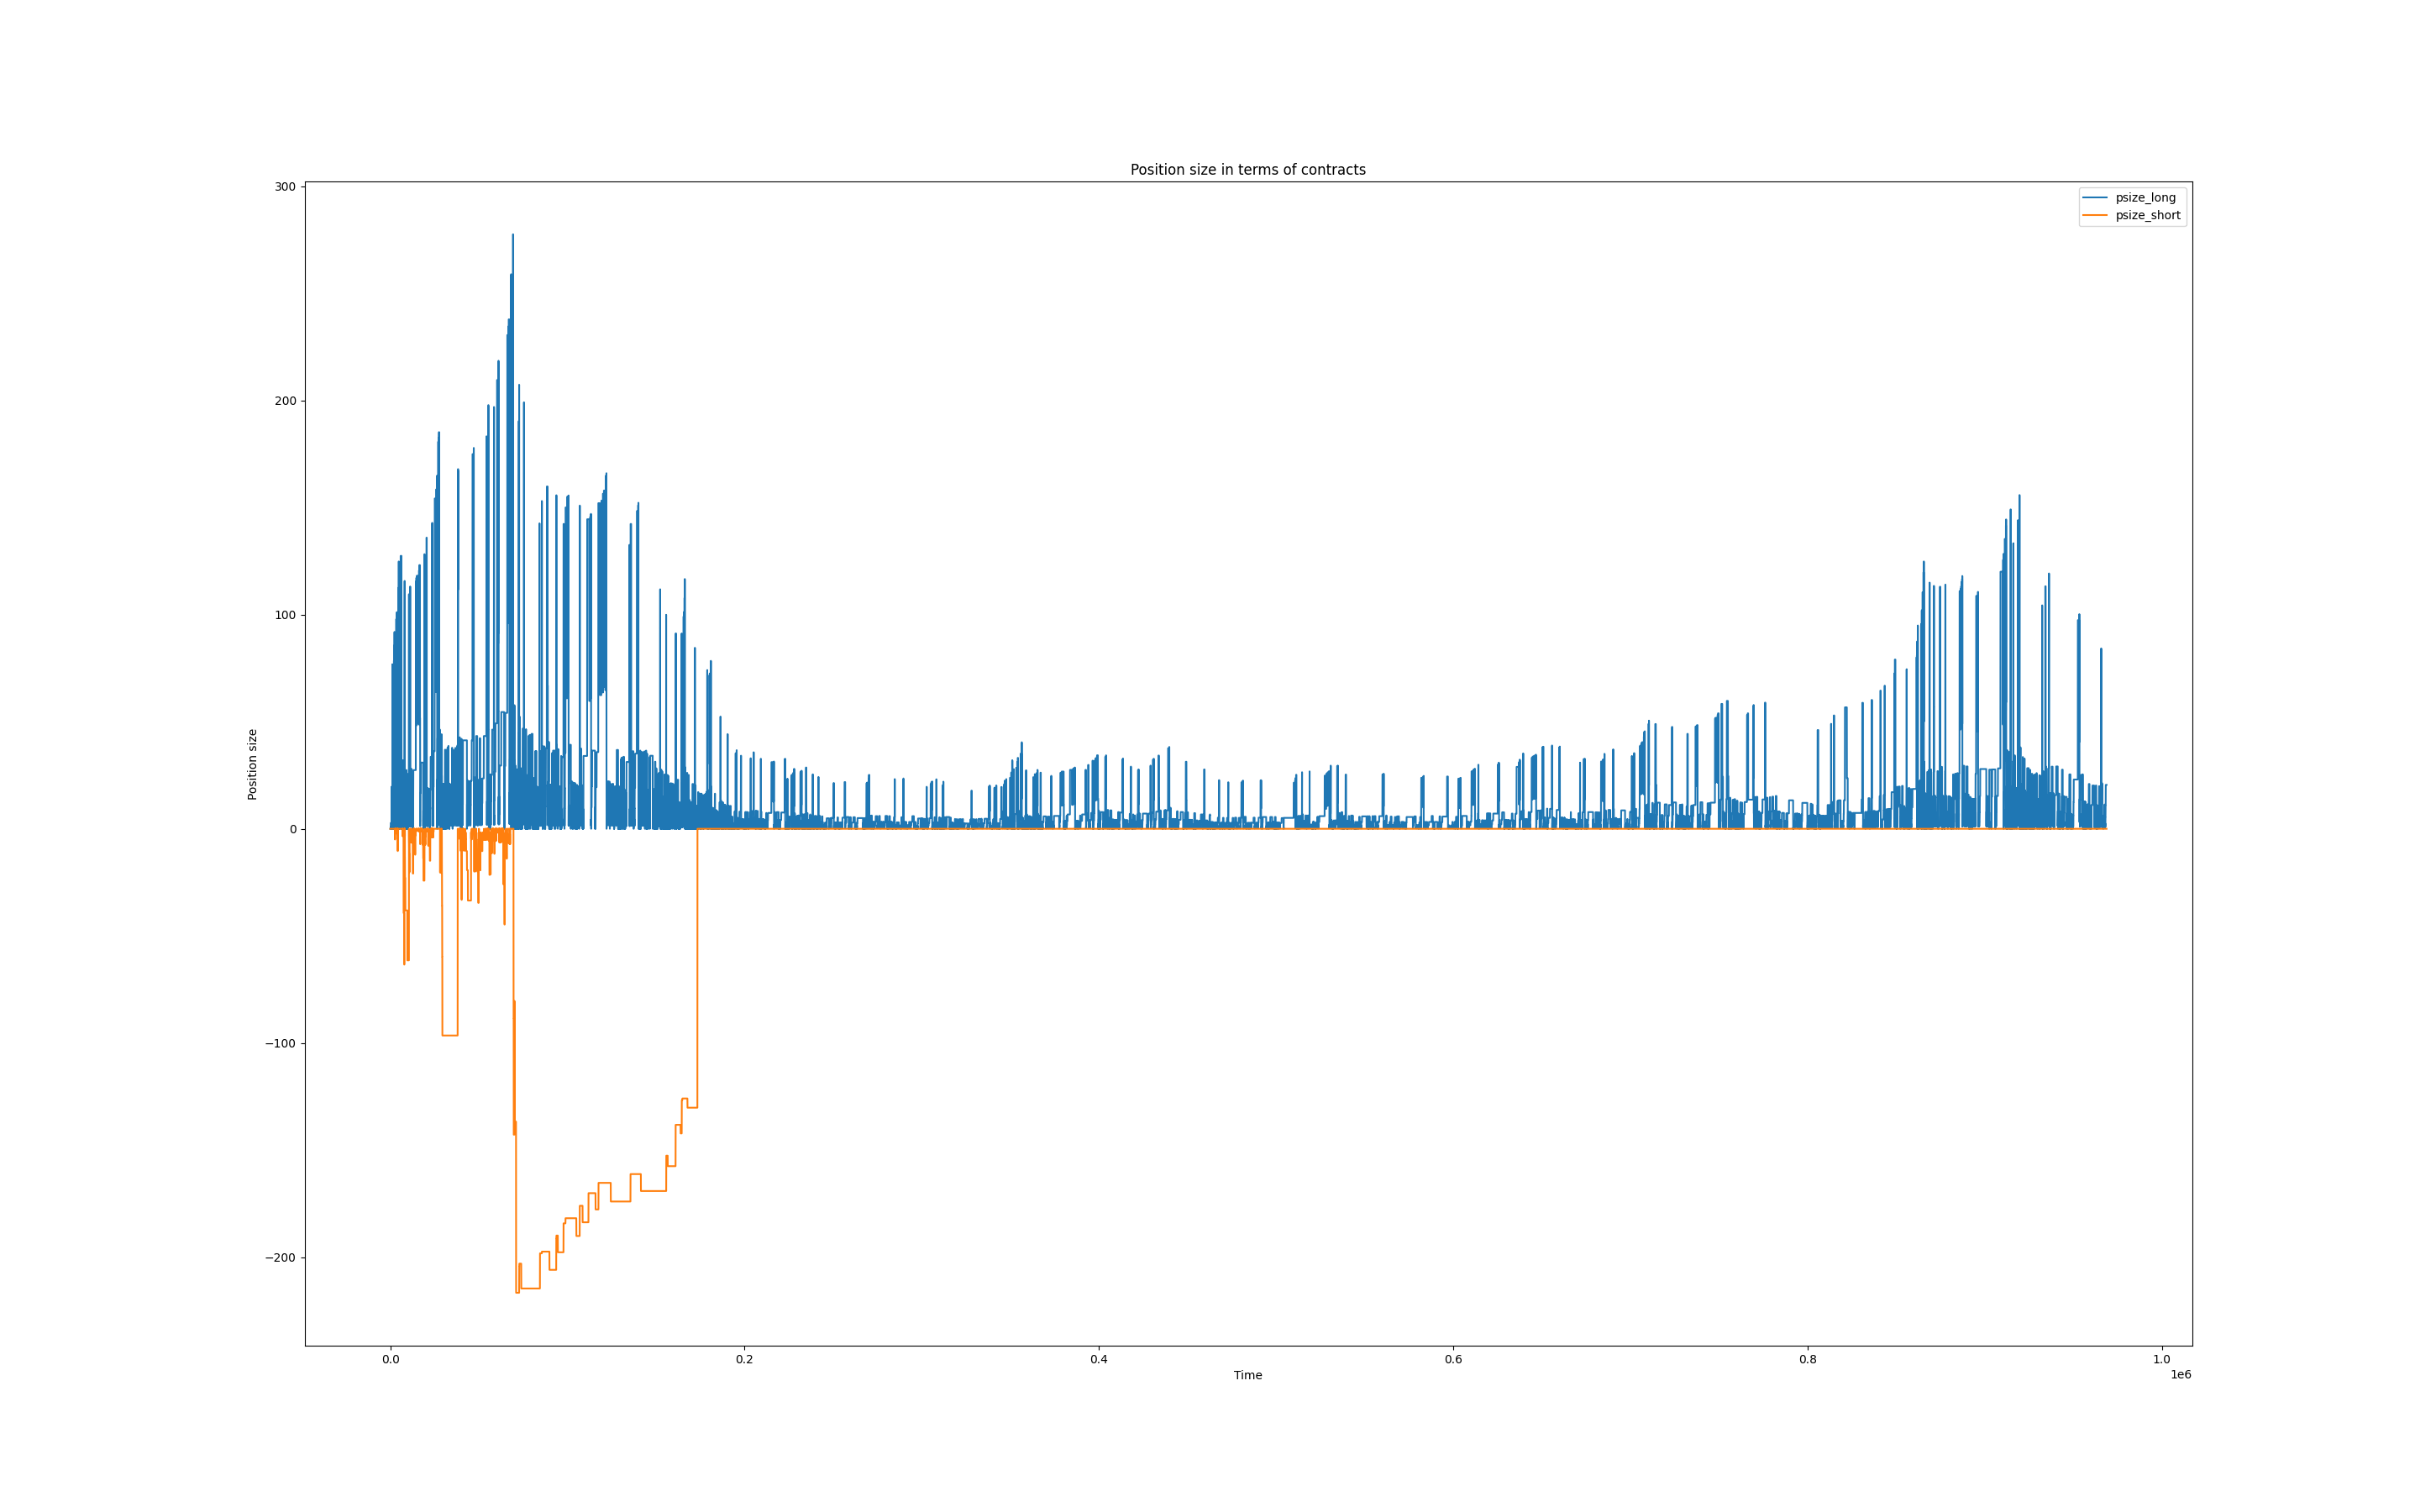 Position size in terms of contracts
psize_long
psize_short
Position size
300
200
100
0
−100
−200
0.0
0.2
0.4
0.6
0.8
1.0
1e6
Time